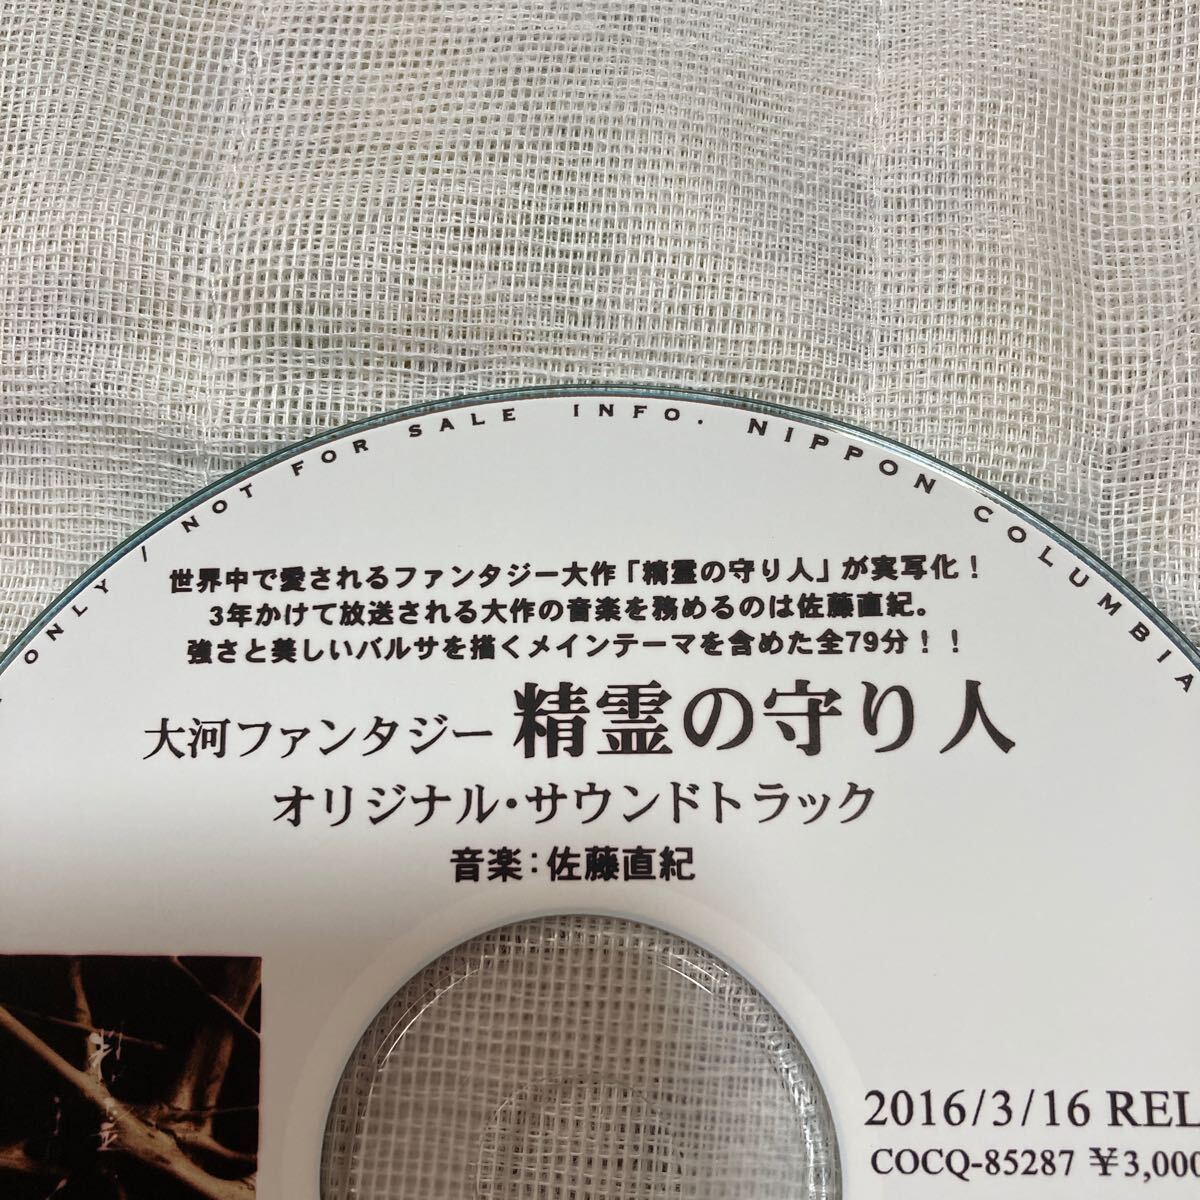 ONLY / NOT FOR SALE INFO. NIPPON COLUMBIA
世界中で愛されるファンタジー大作「精霊の守り人」が実写化!
3年かけて放送される大作の音楽を務めるのは佐藤直紀。
強さと美しいバルサを描くメインテーマを含めた全79分!!
大河ファンタジー 精霊の守り人
オリジナル・サウンドトラック
音楽:佐藤直紀
2016/3/16 REL
COCQ-85287 ¥3,000